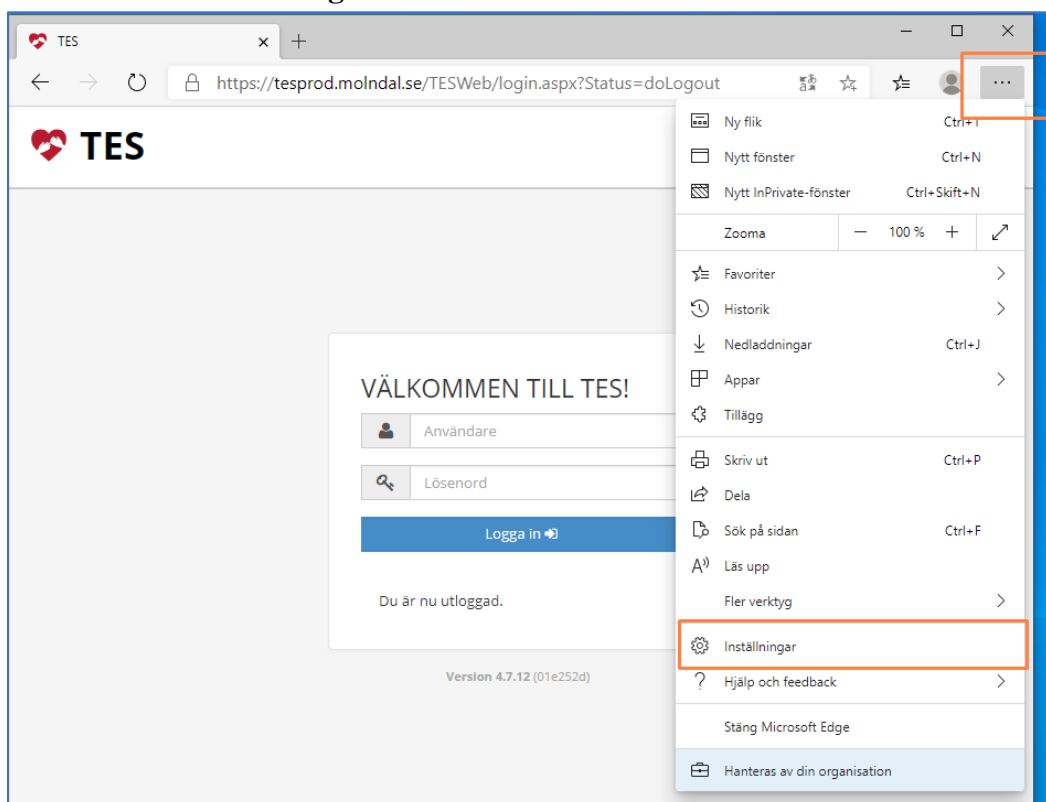 TES
https://tesprod.molndal.se/TESWeb/login.aspx?Status=doLogout
TES
Ny flik
Nytt fönster Ctrl+N
Nytt InPrivate-fönster Ctrl+Skift+N
Zooma — 100 % +
Favoriter
Historik
Nedladdningar Ctrl+J
Appar
Tillägg
Skriv ut Ctrl+P
Dela
Sök på sidan Ctrl+F
Läs upp
Fler verktyg
Inställningar
Hjälp och feedback
Stäng Microsoft Edge
Hanteras av din organisation
VÄLKOMMEN TILL TES!
Användare
Lösenord
Logga in
Du är nu utloggad.
Version 4.7.12 (01e252d)